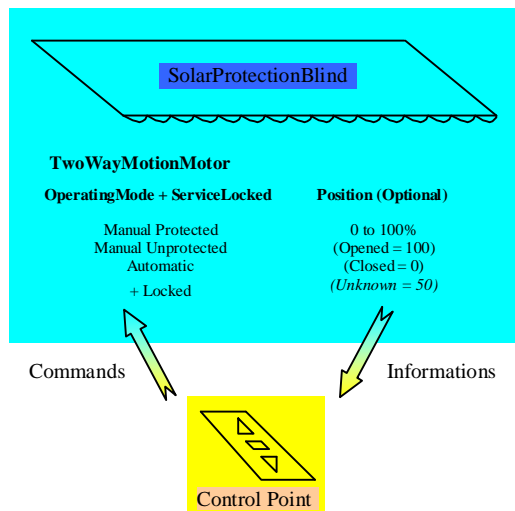 SolarProtectionBlind
TwoWayMotionMotor
OperatingMode + ServiceLocked
Manual Protected
Manual Unprotected
Automatic
+ Locked
Position (Optional)
0 to 100%
(Opened = 100)
(Closed = 0)
(Unknown = 50)
Commands
Informations
Control Point